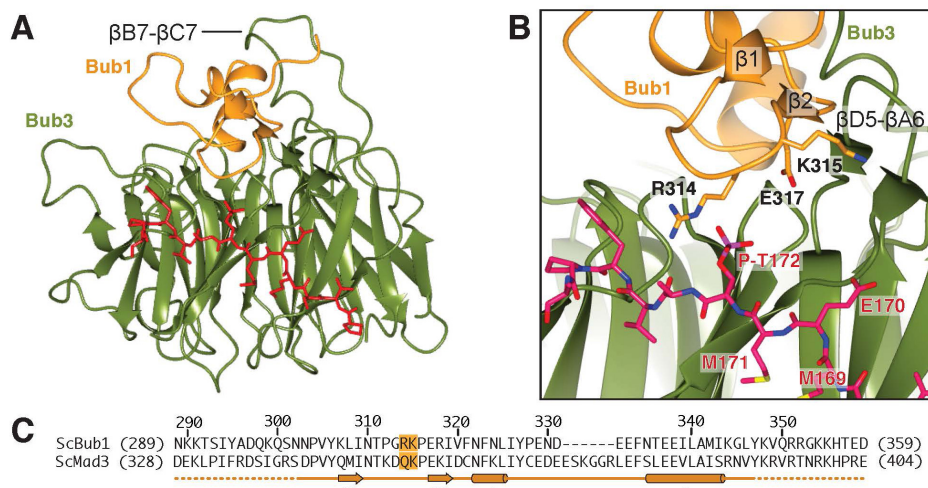 A
βB7-βC7
Bub1
Bub3
B
Bub3
β1
Bub1
β2
βD5-βA6
K315
R314
E317
P-T172
E170
M171
M169
C
290 300 310 320 330 340 350
ScBub1 (289) NKKTSIYADQKQSNNPVYKLINTPGRKPERIVFNFNLIYPEND------EEFNTEEILAMIKGLYKVQRRGKKHTED (359)
ScMad3 (328) DEKLPIFRDSIGRSDPVYQMINTKDQKPEKIDCNFKLIYCEDEESKGGRLEFSLEEVLAISRNVYKRVRTNRKHPRE (404)